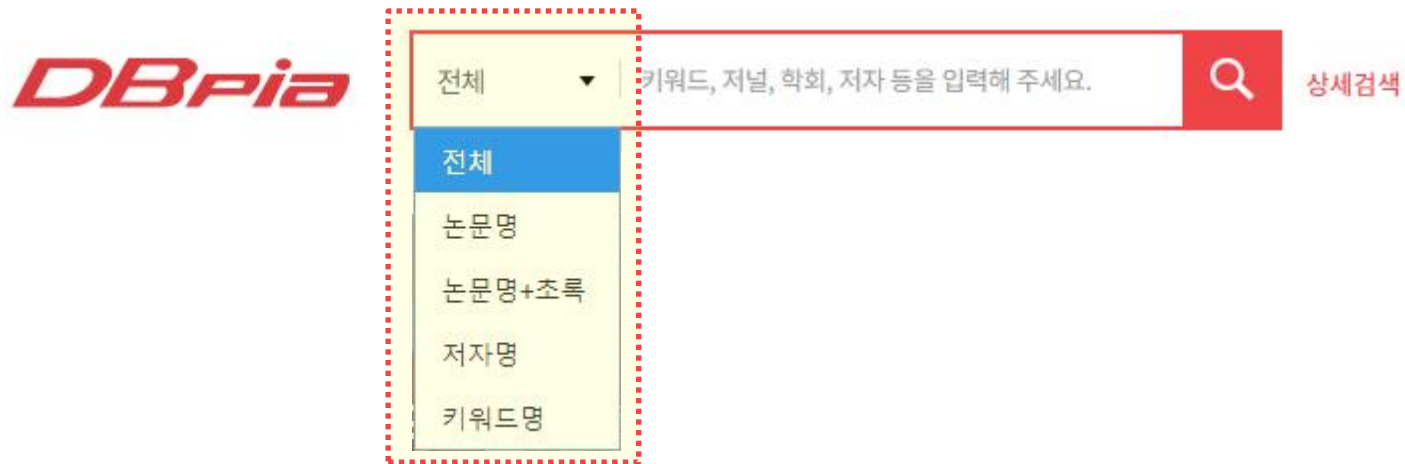 DBpia
전체 키워드, 저널, 학회, 저자 등을 입력해 주세요. 상세검색
전체
논문명
논문명+초록
저자명
키워드명